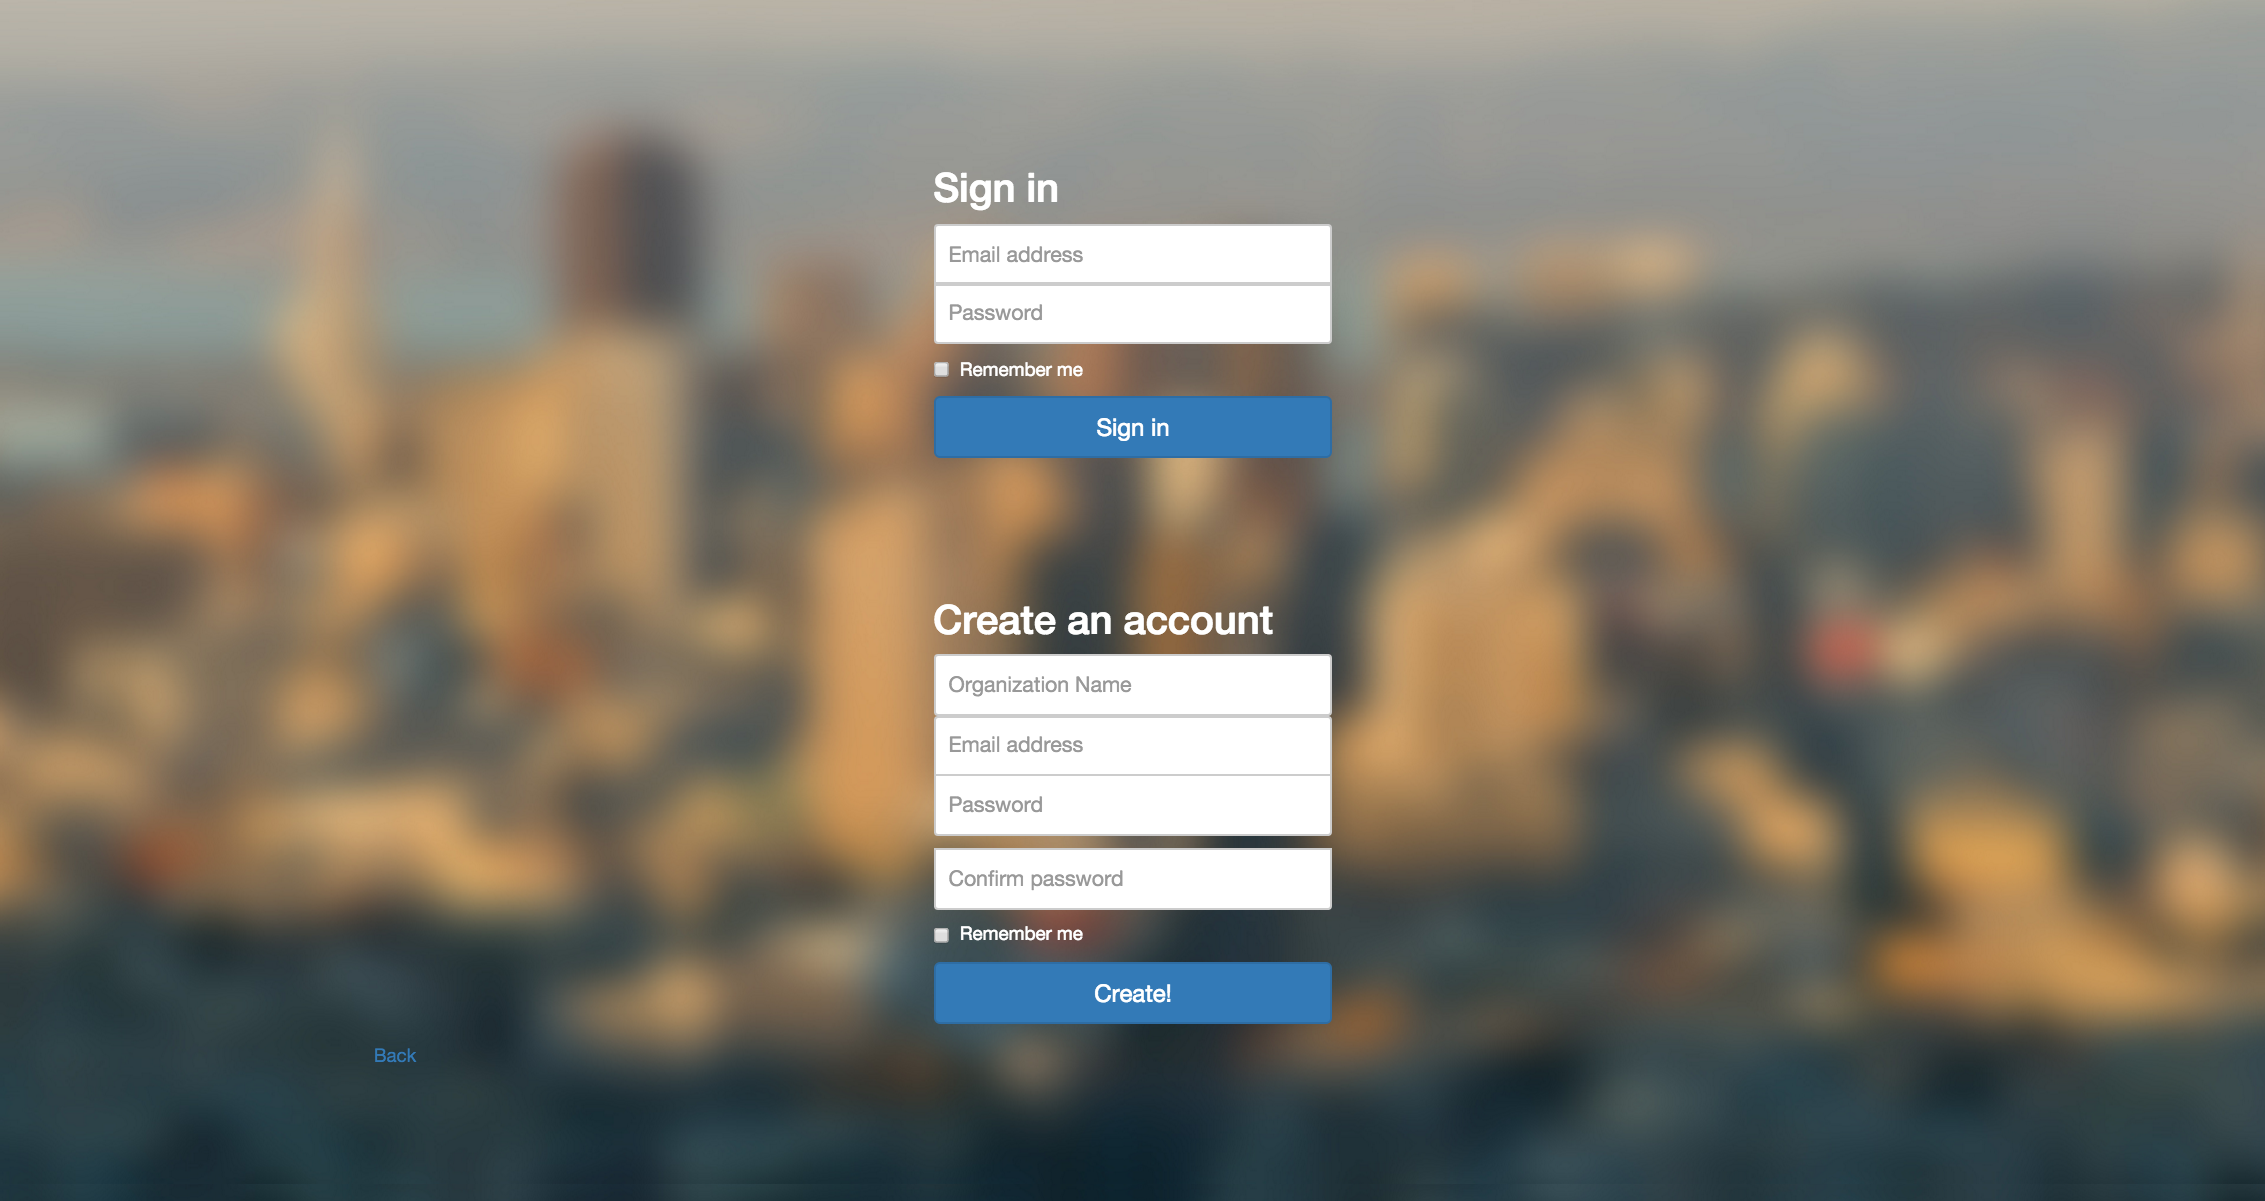 Sign in
Email address
Password
Remember me
Sign in
Create an account
Organization Name
Email address
Password
Confirm password
Remember me
Create!
Back